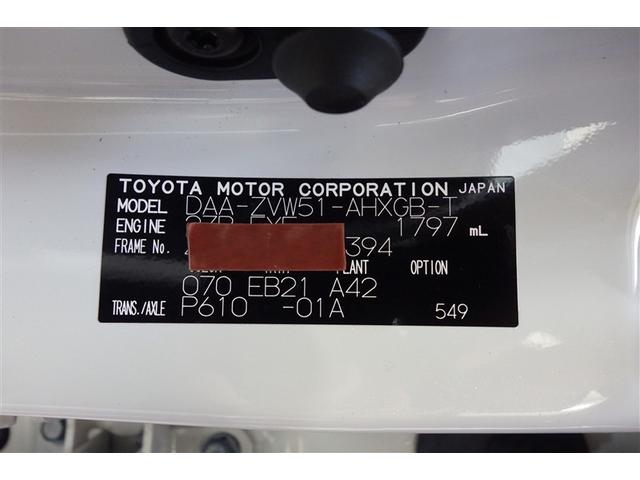 TOYOTA MOTOR CORPORATION JAPAN
MODEL DAA-ZVW51-AHXGB-T
ENGINE 1797 mL
FRAME No. 394
PLANT OPTION
070 EB21 A42
TRANS./AXLE P610 -01A 549